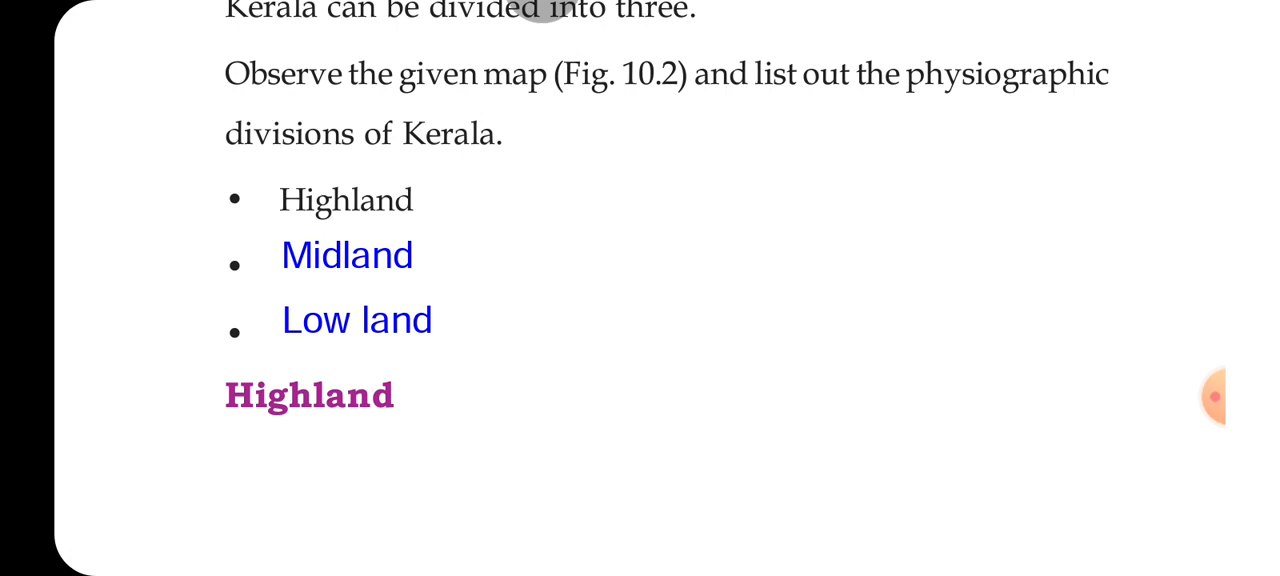 Kerala can be divided into three.
Observe the given map (Fig. 10.2) and list out the physiographic
divisions of Kerala.
• Highland
• Midland
• Low land
Highland